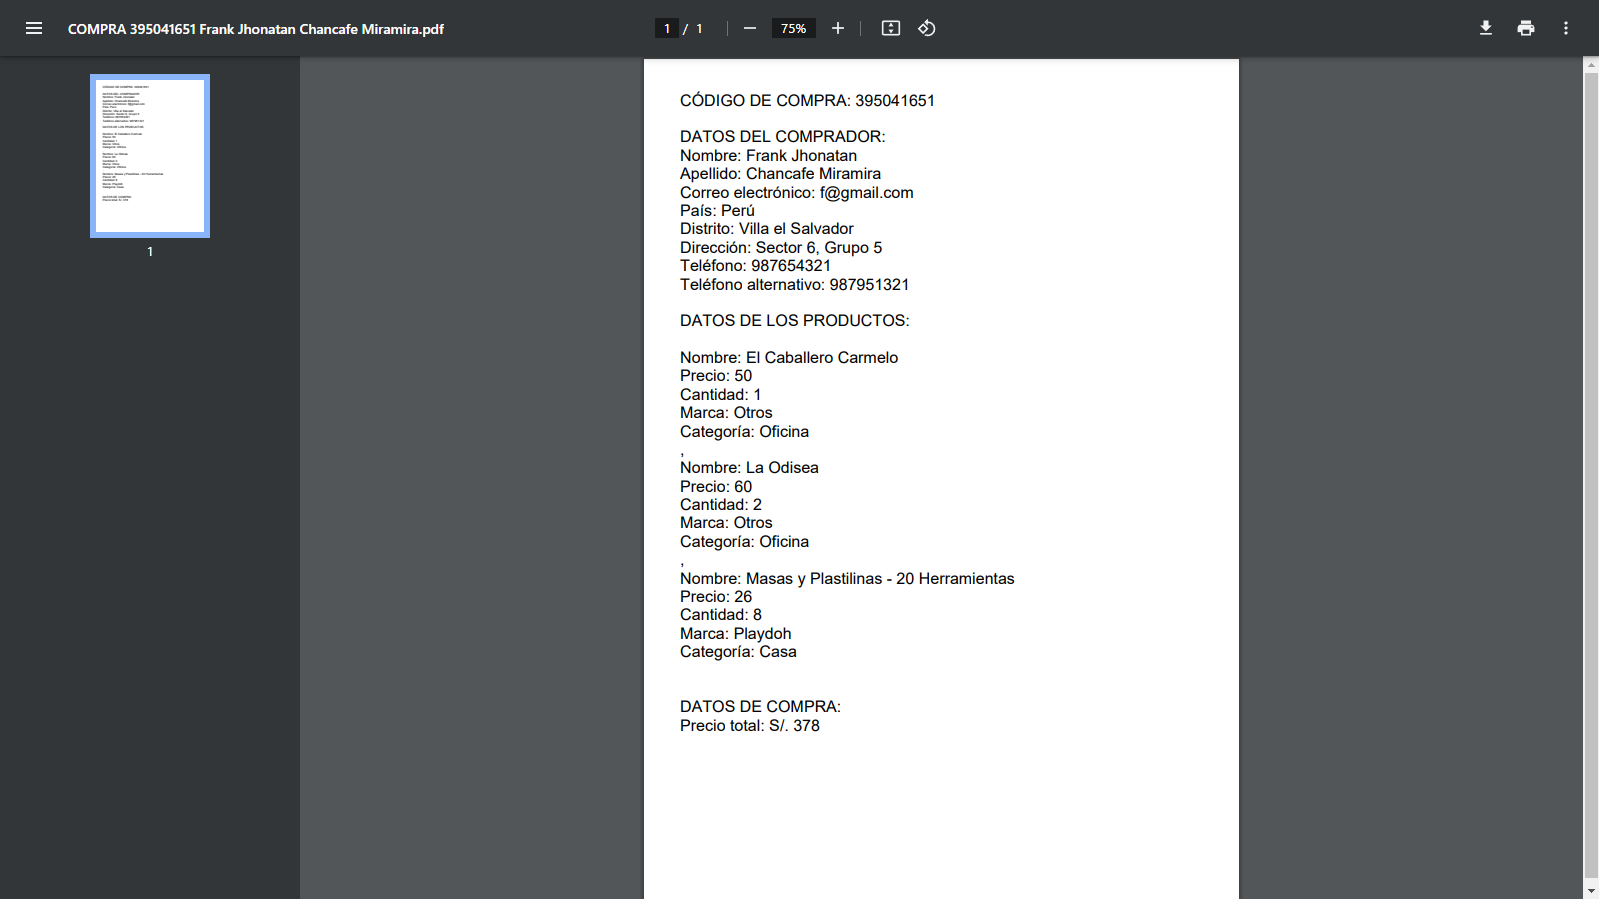 COMPRA 395041651 Frank Jhonatan Chancafe Miramira.pdf
1 / 1
75%
1
CÓDIGO DE COMPRA: 395041651
DATOS DEL COMPRADOR:
Nombre: Frank Jhonatan
Apellido: Chancafe Miramira
Correo electrónico: f@gmail.com
País: Perú
Distrito: Villa el Salvador
Dirección: Sector 6, Grupo 5
Teléfono: 987654321
Teléfono alternativo: 987951321
DATOS DE LOS PRODUCTOS:
Nombre: El Caballero Carmelo
Precio: 50
Cantidad: 1
Marca: Otros
Categoría: Oficina
,
Nombre: La Odisea
Precio: 60
Cantidad: 2
Marca: Otros
Categoría: Oficina
,
Nombre: Masas y Plastilinas - 20 Herramientas
Precio: 26
Cantidad: 8
Marca: Playdoh
Categoría: Casa
DATOS DE COMPRA:
Precio total: S/. 378